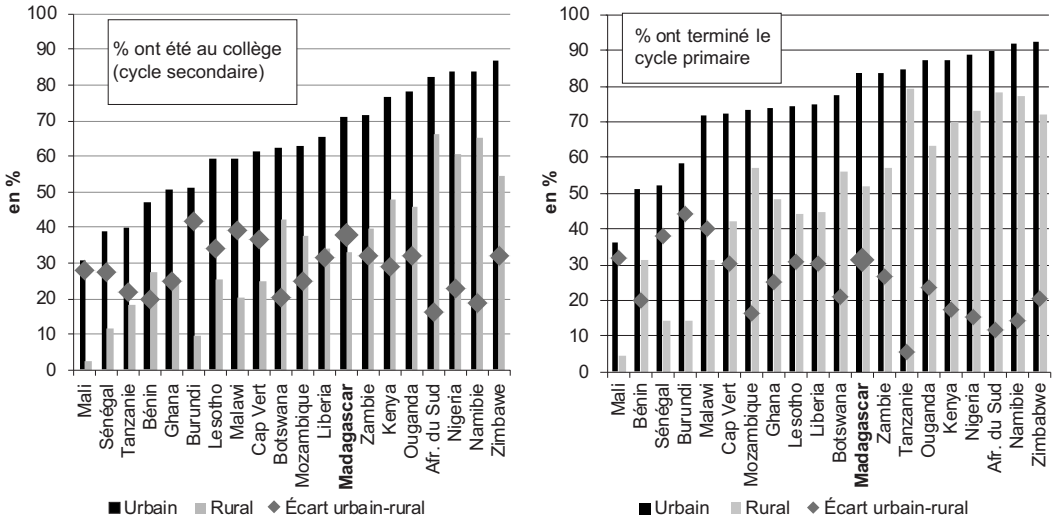 100
90
80
70
60
50
40
30
20
10
0
en %
% ont été au collège
(cycle secondaire)
Mali
Sénégal
Tanzanie
Bénin
Ghana
Burundi
Lesotho
Malawi
Cap Vert
Botswana
Mozambique
Liberia
Madagascar
Zambie
Kenya
Ouganda
Afr. du Sud
Nigeria
Namibie
Zimbabwe
Urbain Rural Écart urbain-rural
100
90
80
70
60
50
40
30
20
10
0
en %
% ont terminé le
cycle primaire
Mali
Bénin
Sénégal
Burundi
Malawi
Cap Vert
Mozambique
Ghana
Lesotho
Liberia
Botswana
Madagascar
Zambie
Tanzanie
Ouganda
Kenya
Nigeria
Afr. du Sud
Namibie
Zimbabwe
Urbain Rural Écart urbain-rural